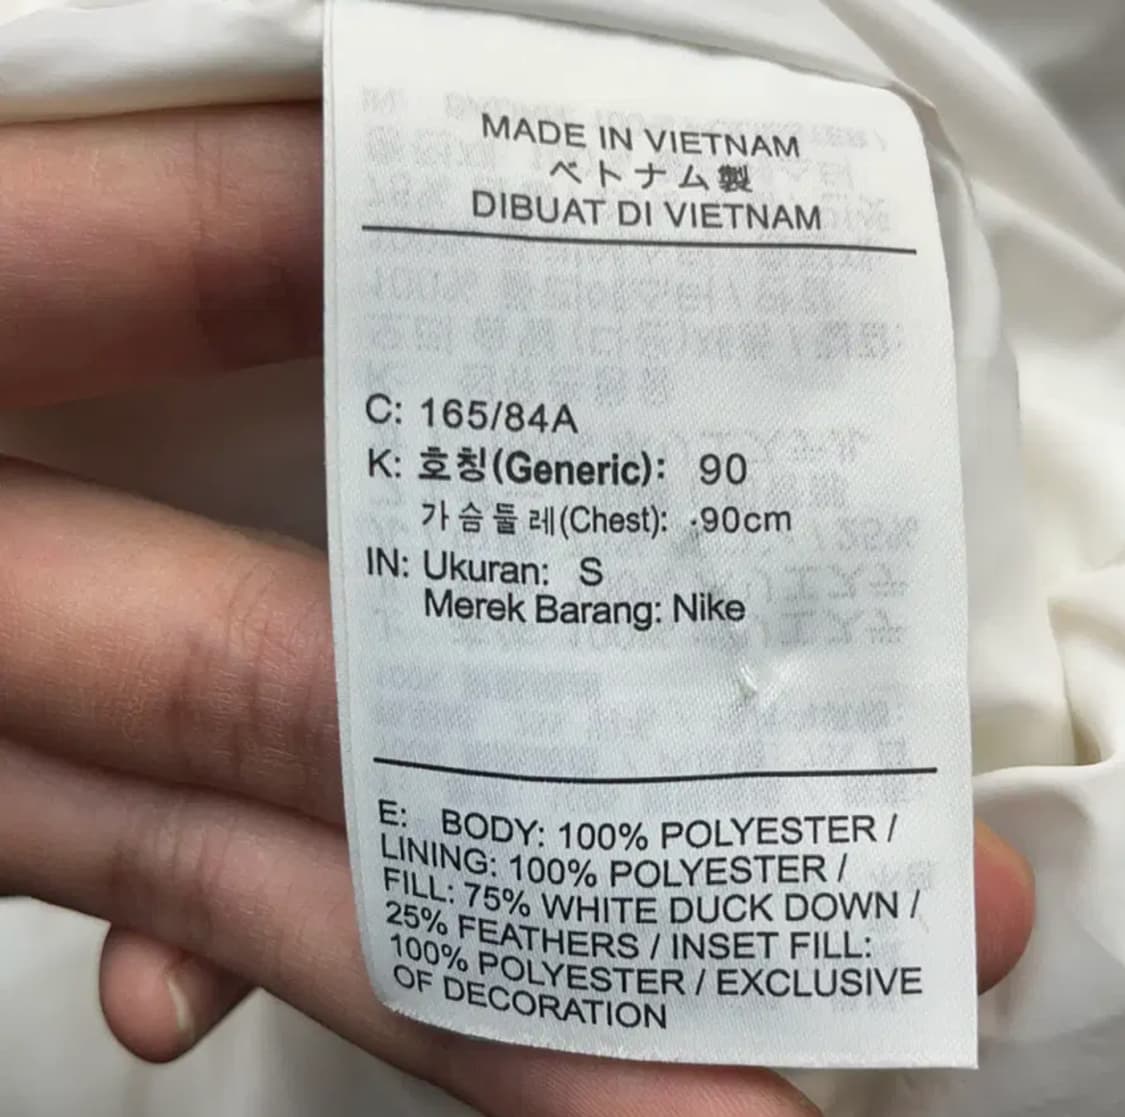 MADE IN VIETNAM
ベトナム製
DIBUAT DI VIETNAM
C: 165/84A
K: 호칭(Generic): 90
가슴둘레(Chest): 90cm
IN: Ukuran: S
Merek Barang: Nike
E: BODY: 100% POLYESTER /
LINING: 100% POLYESTER /
FILL: 75% WHITE DUCK DOWN /
25% FEATHERS / INSET FILL:
100% POLYESTER / EXCLUSIVE
OF DECORATION